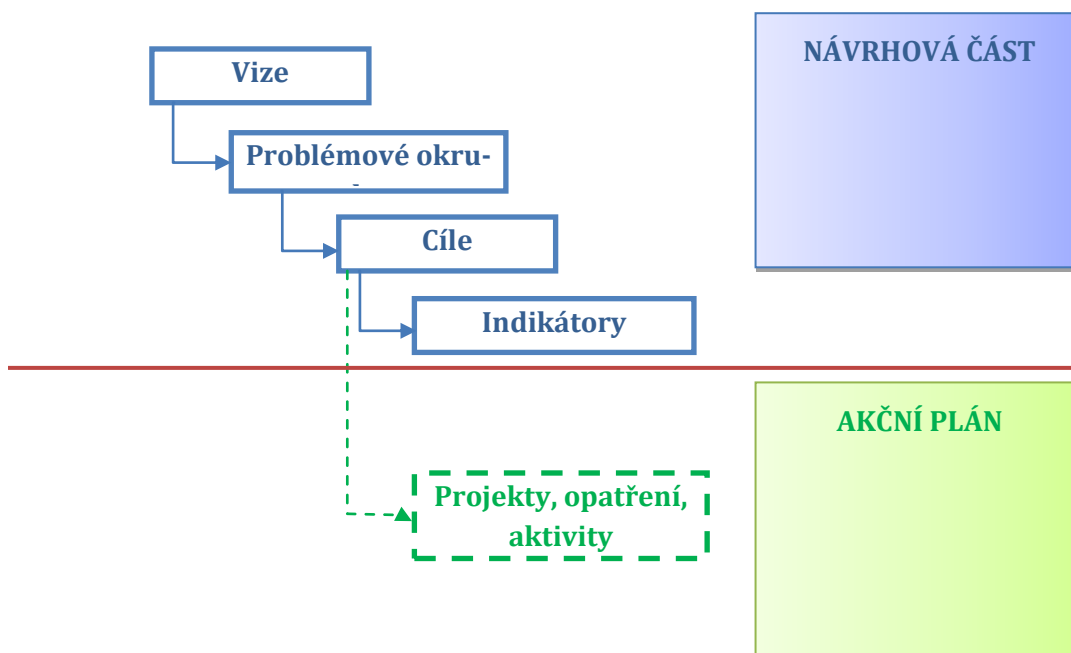 NÁVRHOVÁ ČÁST
Vize
Problémové okru-
Cíle
Indikátory
AKČNÍ PLÁN
Projekty, opatření,
aktivity